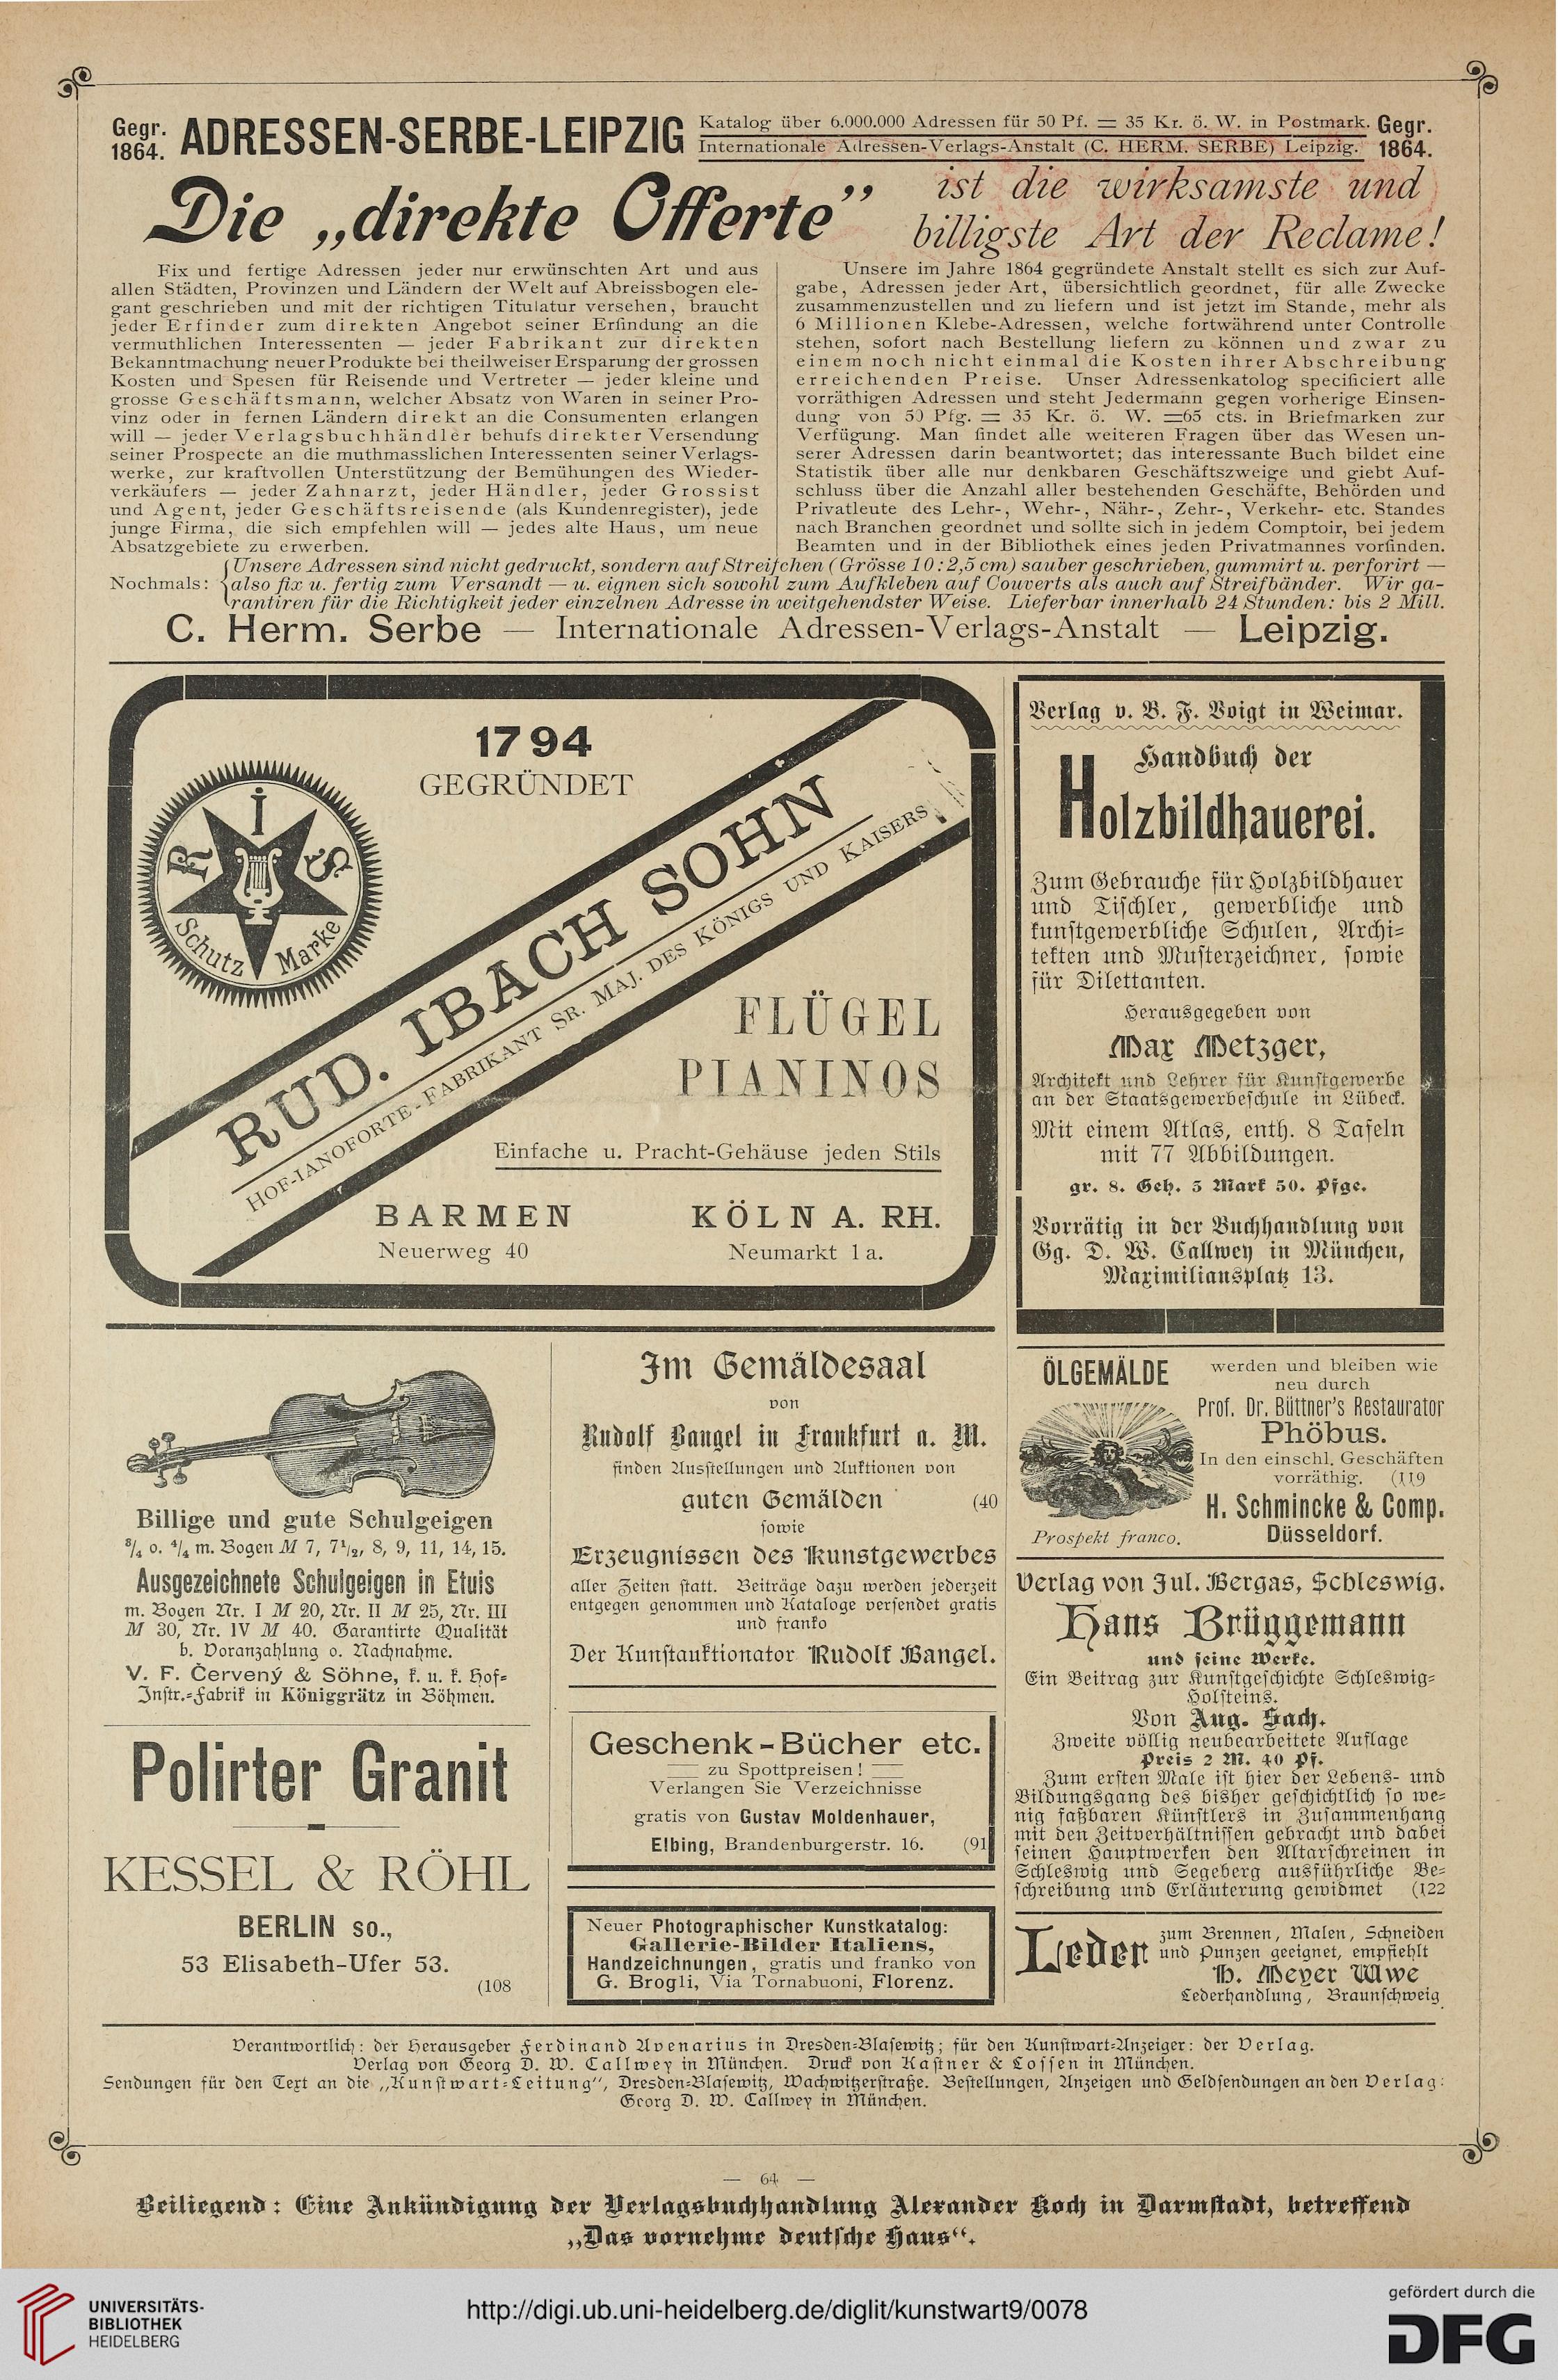 Gegr. 1864.
ADRESSEN-SERBE-LEIPZIG
Katalog über 6.000.000 Adressen für 50 Pf. = 35 Kr. ö. W. in Postmark.
Internationale Adressen-Verlags-Anstalt (C. HERM. SERBE) Leipzig.
Gegr. 1864.
Die „direkte Offerte”
ist die wirksamste und
billigste Art der Reclame!
Fix und fertige Adressen jeder nur erwünschten Art und aus
allen Städten, Provinzen und Ländern der Welt auf Abreissbogen ele-
gant geschrieben und mit der richtigen Titulatur versehen, braucht
jeder Erfinder zum direkten Angebot seiner Erfindung an die
vermuthlichen Interessenten — jeder Fabrikant zur direkten
Bekanntmachung neuer Produkte bei theilweiser Ersparung der grossen
Kosten und Spesen für Reisende und Vertreter — jeder kleine und
grosse Geschäftsmann, welcher Absatz von Waren in seiner Pro-
vinz oder in fernen Ländern direkt an die Consumenten erlangen
will — jeder Verlagsbuchhändler behufs direkter Versendung
seiner Prospecte an die muthmasslichen Interessenten seiner Verlags-
werke, zur kraftvollen Unterstützung der Bemühungen des Wieder-
verkäufers — jeder Zahnarzt, jeder Händler, jeder Grossist
und Agent, jeder Geschäftsreisende (als Kundenregister), jede
junge Firma, die sich empfehlen will — jedes alte Haus, um neue
Absatzgebiete zu erwerben.
Unsere im Jahre 1864 gegründete Anstalt stellt es sich zur Auf-
gabe, Adressen jeder Art, übersichtlich geordnet, für alle Zwecke
zusammenzustellen und zu liefern und ist jetzt im Stande, mehr als
6 Millionen Klebe-Adressen, welche fortwährend unter Controlle
stehen, sofort nach Bestellung liefern zu können und zwar zu
einem noch nicht einmal die Kosten ihrer Abschreibung
erreichenden Preise. Unser Adressenkatolog specificiert alle
vorräthigen Adressen und steht Jedermann gegen vorherige Einsen-
dung von 50 Pfg. = 35 Kr. ö. W. =65 cts. in Briefmarken zur
Verfügung. Man findet alle weiteren Fragen über das Wesen un-
serer Adressen darin beantwortet; das interessante Buch bildet eine
Statistik über alle nur denkbaren Geschäftszweige und giebt Auf-
schluss über die Anzahl aller bestehenden Geschäfte, Behörden und
Privatleute des Lehr-, Wehr-, Nähr-, Zehr-, Verkehr- etc. Standes
nach Branchen geordnet und sollte sich in jedem Comptoir, bei jedem
Beamten und in der Bibliothek eines jeden Privatmannes vorfinden.
Unsere Adressen sind nicht gedruckt, sondern auf Streifchen (Grösse 10:2,5 cm) sauber geschrieben, gummirt u. perforirt —
Nochmals: also fix u. fertig zum Versandt — u. eignen sich sowohl zum Aufkleben auf Couverts als auch auf Streifbänder. Wir ga-
rantiren für die Richtigkeit jeder einzelnen Adresse in weitgehendster Weise. Lieferbar innerhalb 24 Stunden: bis 2 Mill.
C. Herm. Serbe — Internationale Adressen-Verlags-Anstalt — Leipzig.
1794
GEGRÜNDET
R I S
Schutz Marke
RUD. IBACH SOHN
HOF-IANOFORTE-FABRIKANT SR. MAJ. DES KÖNIGS UND KAISERS
FLÜGEL
PIANINOS
Einfache u. Pracht-Gehäuse jeden Stils
BARMEN
Neuerweg 40
KÖLN A. RH.
Neumarkt 1 a.
Verlag v. B. F. Voigt in Weimar.
Handbuch der
Holzbildhauerei.
Zum Gebrauche für Holzbildhauer
und Tischler, gewerbliche und
kunstgewerbliche Schulen, Archi-
tekten und Musterzeichner, sowie
für Dilettanten.
Herausgegeben von
Max Metzger,
Architekt und Lehrer für Kunstgewerbe
an der Staatsgewerbeschule in Lübeck.
Mit einem Atlas, enth. 8 Tafeln
mit 77 Abbildungen.
gr. 8. Geh. 3 Mark 50. Pfge.
Vorrätig in der Buchhandlung von
Gg. D. W. Callwey in München,
Maximiliansplatz 13.
Billige und gute Schulgeigen
3/4 o. 4/4 m. Bogen M 7, 7 1/2, 8, 9, 11, 14, 15.
Ausgezeichnete Schulgeigen in Etuis
m. Bogen Nr. I M 20, Nr. II M 25, Nr. III
M 30, Nr. IV M 40. Garantirte Qualität
b. Voranzahlung o. Nachnahme.
V. F. Červený & Söhne, k. u. k. Hof-
Instr.-Fabrik in Königgrätz in Böhmen.
Polirter Granit
KESSEL & RÖHL
BERLIN so.,
53 Elisabeth-Ufer 53.
(108
Im Gemäldesaal
von
Rudolf Bangel in Frankfurt a. M.
finden Ausstellungen und Auktionen von
guten Gemälden (40
sowie
Erzeugnissen des Kunstgewerbes
aller Zeiten statt. Beiträge dazu werden jederzeit
entgegen genommen und Kataloge versendet gratis
und franko
Der Kunstauktionator Rudolf Bangel.
Geschenk-Bücher etc.
zu Spottpreisen!
Verlangen Sie Verzeichnisse
gratis von Gustav Moldenhauer,
Elbing, Brandenburgerstr. 16. (91
Neuer Photographischer Kunstkatalog:
Gallerie-Bilder Italiens,
Handzeichnungen, gratis und franko von
G. Brogli, Via Tornabuoni, Florenz.
ÖLGEMÄLDE
werden und bleiben wie
neu durch
Prof. Dr. Büttner's Restaurator
Phöbus.
In den einschl. Geschäften
vorräthig. (119)
H. Schmincke & Comp.
Prospekt franco. Düsseldorf.
Verlag von Jul. Bergas, Schleswig.
Hans Brüggemann
und seine Werke.
Ein Beitrag zur Kunstgeschichte Schleswig-
Holsteins.
Von Aug. Sach.
Zweite völlig neubearbeitete Auflage
Preis 2 M. 40 Pf.
Zum ersten Male ist hier der Lebens- und
Bildungsgang des bisher geschichtlich so we-
nig faßbaren Künstlers in Zusammenhang
mit den Zeitverhältnissen gebracht und dabei
seinen Hauptwerken den Altarschreinen in
Schleswig und Segeberg ausführliche Be-
schreibung und Erläuterung gewidmet (122
Leder
zum Brennen, Malen, Schneiden
und Punzen geeignet, empfiehlt
H. Meyer Uwe
Lederhandlung, Braunschweig
Verantwortlich: der Herausgeber Ferdinand Avenarius in Dresden-Blasewitz; für den Kunstwart-Anzeiger: der Verlag.
Verlag von Georg D. W. Callwey in München. Druck von Kastner & Lossen in München.
Sendungen für den Text an die „Kunstwart-Leitung“, Dresden-Blasewitz, Wachwitzerstraße. Bestellungen, Anzeigen und Geldsendungen an den Verlag:
Georg D. W. Callwey in München.
— 64 —
Beiliegend: Eine Ankündigung der Verlagsbuchhandlung Alexander Koch in Darmstadt, betreffend
„Das vornehme deutsche Haus“.
UNIVERSITÄTS-
BIBLIOTHEK
HEIDELBERG
http://digi.ub.uni-heidelberg.de/diglit/kunstwart9/0078
gefördert durch die
DFG